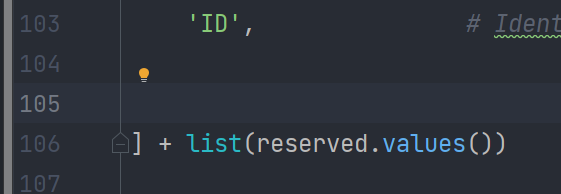 103 'ID', # Ident
104
105
106 ] + list(reserved.values())
107